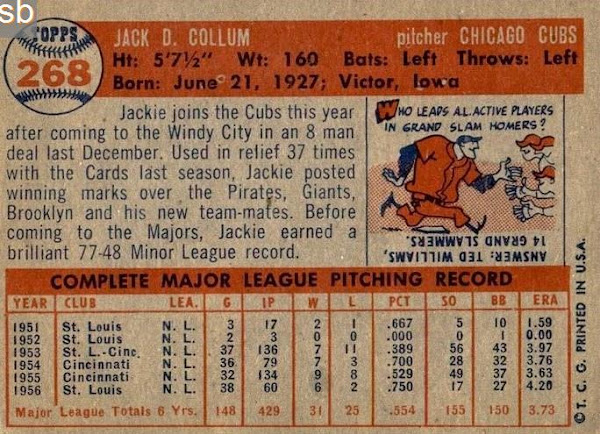 sb
TOPPS
268
JACK D. COLLUM pitcher CHICAGO CUBS
Ht: 5'7½" Wt: 160 Bats: Left Throws: Left
Born: June 21, 1927; Victor, Iowa
Jackie joins the Cubs this year
after coming to the Windy City in an 8 man
deal last December. Used in relief 37 times
with the Cards last season, Jackie posted
winning marks over the Pirates, Giants,
Brooklyn and his new team-mates. Before
coming to the Majors, Jackie earned a
brilliant 77-48 Minor League record.
WHO LEADS A.L. ACTIVE PLAYERS
IN GRAND SLAM HOMERS?
ANSWER: TED WILLIAMS,
14 GRAND SLAMMERS.
COMPLETE MAJOR LEAGUE PITCHING RECORD
YEAR CLUB LEA. G IP W L PCT SO BB ERA
1951 St. Louis N. L. 3 17 2 1 .667 5 10 1.59
1952 St. Louis N. L. 2 3 0 0 .000 0 1 0.00
1953 St. L.-Cinc. N. L. 37 136 7 11 .389 56 43 3.97
1954 Cincinnati N. L. 36 79 7 3 .700 28 32 3.76
1955 Cincinnati N. L. 32 134 9 8 .529 49 37 3.63
1956 St. Louis N. L. 38 60 6 2 .750 17 27 4.20
Major League Totals 6 Yrs. 148 429 31 25 .554 155 150 3.73
© T. C. G. PRINTED IN U.S.A.